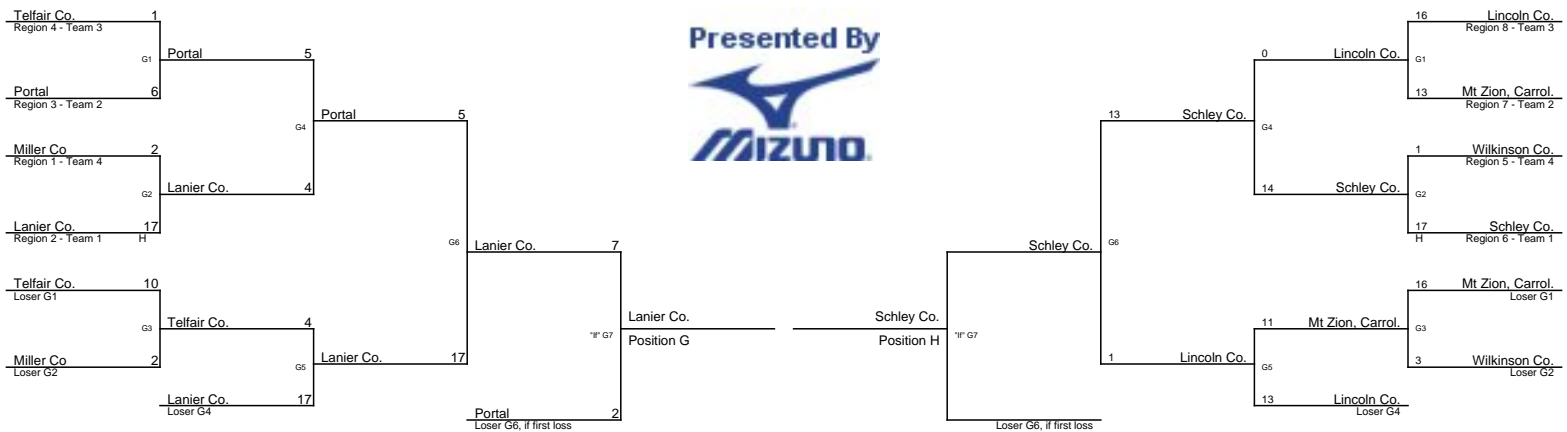 Telfair Co. 1
Region 4 - Team 3
G1
Portal 5
Portal 6
Region 3 - Team 2
G4
Portal 5
Miller Co 2
Region 1 - Team 4
G2
Lanier Co. 4
Lanier Co. 17
Region 2 - Team 1 H
G6
Lanier Co. 7
Telfair Co. 10
Loser G1
G3
Telfair Co. 4
Miller Co 2
Loser G2
G5
Lanier Co. 17
Lanier Co. 17
Loser G4
"If" G7
Lanier Co.
Position G
Portal 2
Loser G6, if first loss
Presented By
MIZUNO
16 Lincoln Co.
Region 8 - Team 3
0 Lincoln Co.
G1
13 Mt Zion, Carrol.
Region 7 - Team 2
13 Schley Co.
G4
1 Wilkinson Co.
Region 5 - Team 4
14 Schley Co.
G2
17 Schley Co.
H Region 6 - Team 1
Schley Co.
G6
16 Mt Zion, Carrol.
Loser G1
11 Mt Zion, Carrol.
G3
3 Wilkinson Co.
Loser G2
1 Lincoln Co.
G5
13 Lincoln Co.
Loser G4
Schley Co.
Position H
"If" G7
Loser G6, if first loss